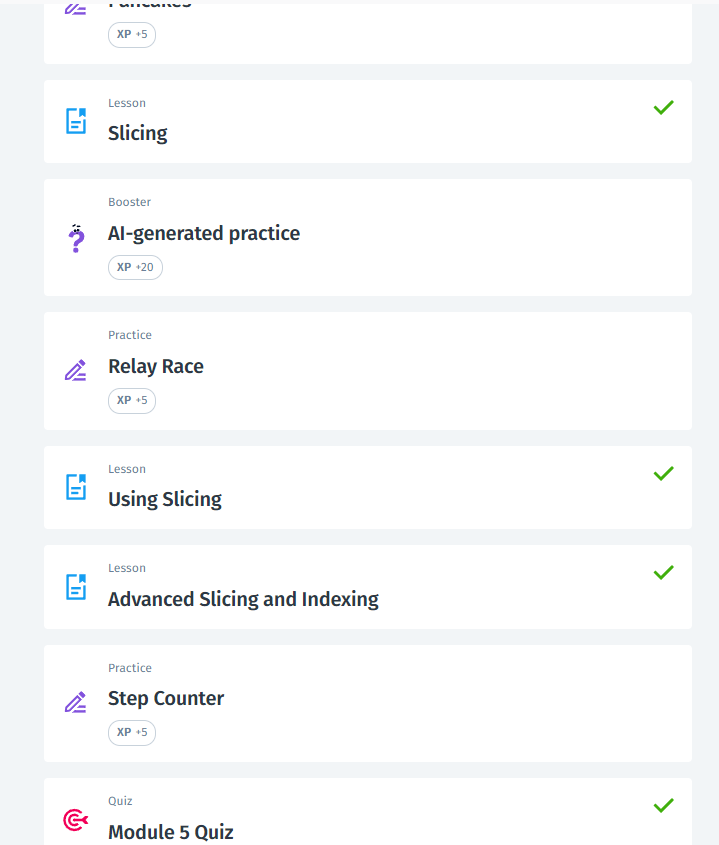 Pancakes
XP +5
Lesson
Slicing
Booster
AI-generated practice
XP +20
Practice
Relay Race
XP +5
Lesson
Using Slicing
Lesson
Advanced Slicing and Indexing
Practice
Step Counter
XP +5
Quiz
Module 5 Quiz